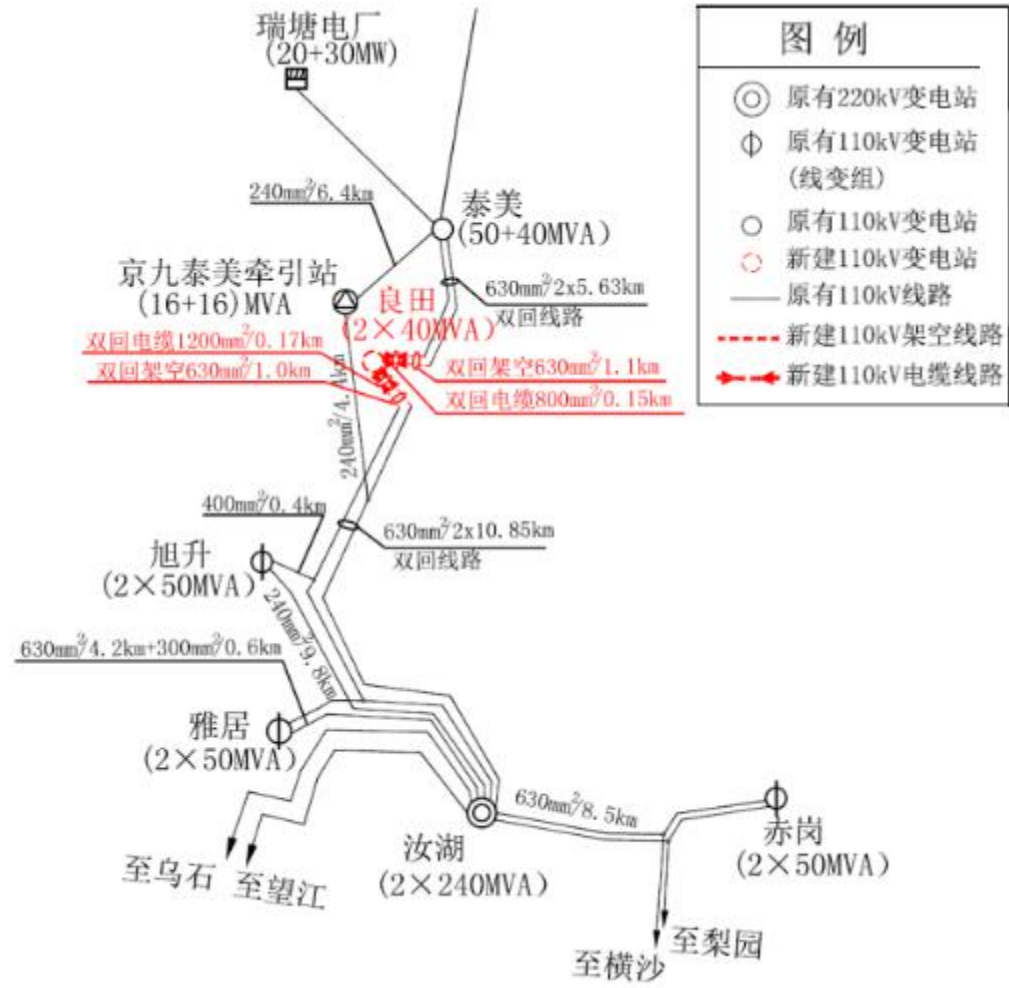 瑞塘电厂
(20+30MW)
240mm²/6.4km
泰美
(50+40MVA)
京九泰美牵引站
(16+16)MVA
良田
(2×40MVA)
630mm²/2x5.63km
双回线路
双回电缆1200mm²/0.17km
双回架空630mm²/1.0km
双回架空630mm²/1.1km
双回电缆800mm²/0.15km
240mm²/4.4km
400mm²/0.4km
630mm²/2x10.85km
双回线路
旭升
(2×50MVA)
240mm²/9.8km
630mm²/4.2km+300mm²/0.6km
雅居
(2×50MVA)
630mm²/8.5km
汝湖
(2×240MVA)
赤岗
(2×50MVA)
至乌石
至望江
至横沙
至梨园
图例
原有220kV变电站
原有110kV变电站
(线变组)
原有110kV变电站
新建110kV变电站
原有110kV线路
新建110kV架空线路
新建110kV电缆线路